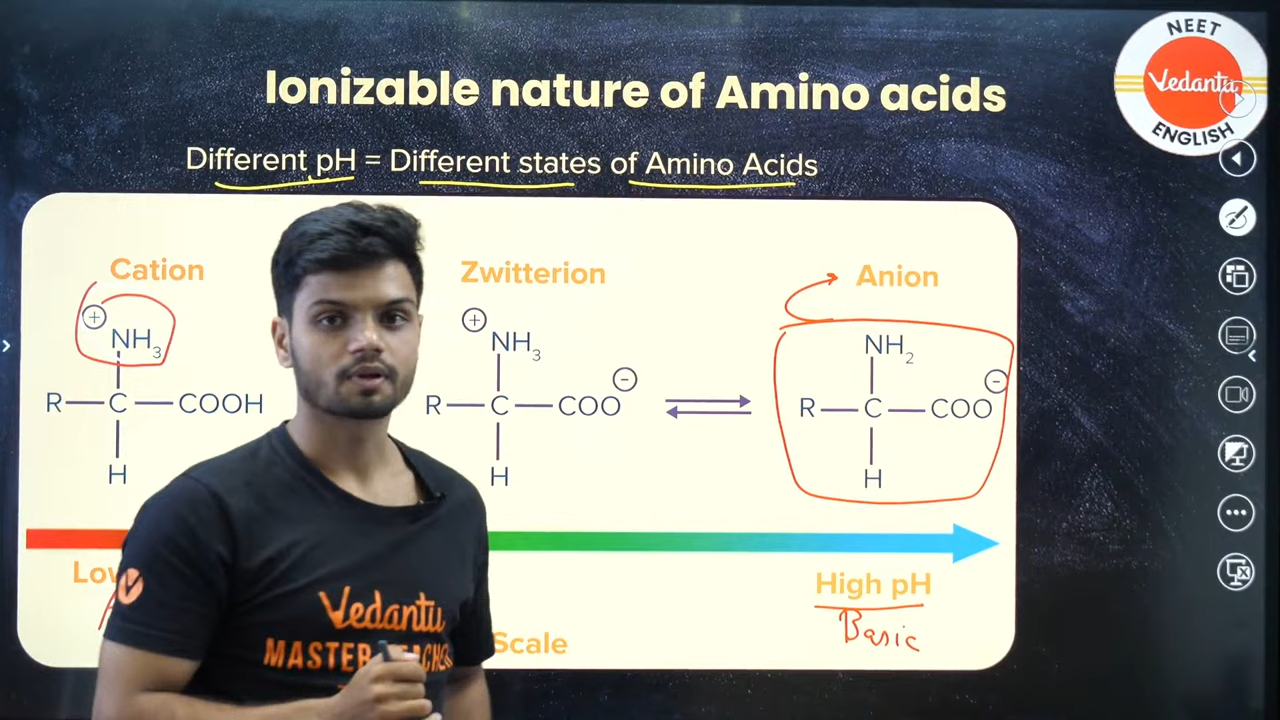 NEET
Vedantu
ENGLISH
Ionizable nature of Amino acids
Different pH = Different states of Amino Acids
Cation
Zwitterion
Anion
⊕
NH₃
R — C — COOH
H
⊕
NH₃
⊖
R — C — COO
H
NH₂
⊖
R — C — COO
H
High pH
Basic
Scale
Vedantu
MASTER